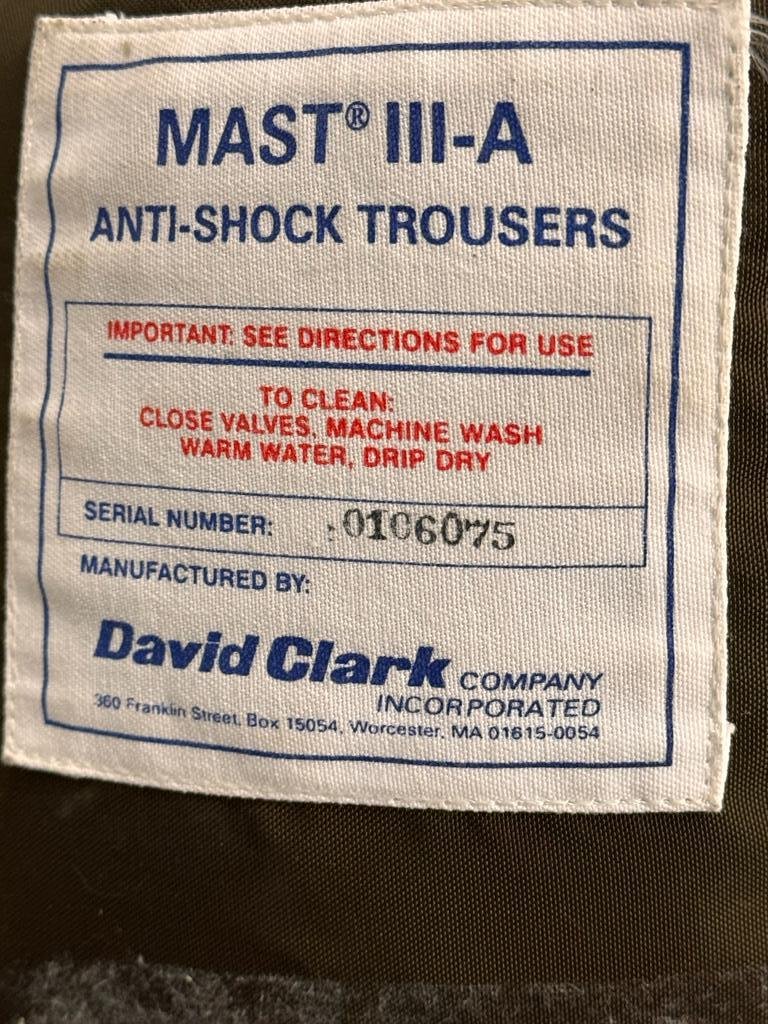 MAST® III-A
ANTI-SHOCK TROUSERS
IMPORTANT: SEE DIRECTIONS FOR USE
TO CLEAN:
CLOSE VALVES, MACHINE WASH
WARM WATER, DRIP DRY
SERIAL NUMBER: 0106075
MANUFACTURED BY:
David Clark COMPANY
INCORPORATED
360 Franklin Street, Box 15054, Worcester, MA 01615-0054